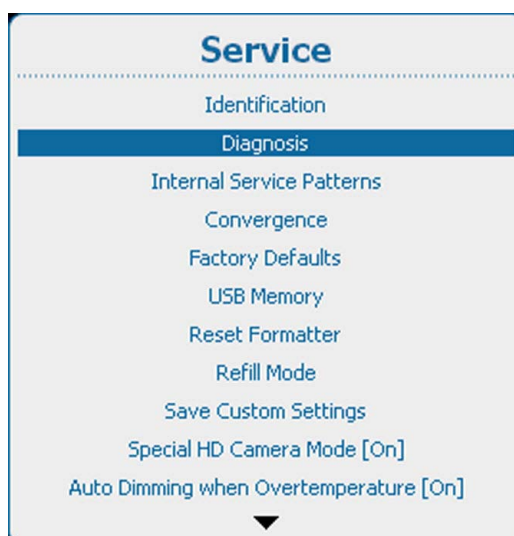 Service
Identification
Diagnosis
Internal Service Patterns
Convergence
Factory Defaults
USB Memory
Reset Formatter
Refill Mode
Save Custom Settings
Special HD Camera Mode [On]
Auto Dimming when Overtemperature [On]